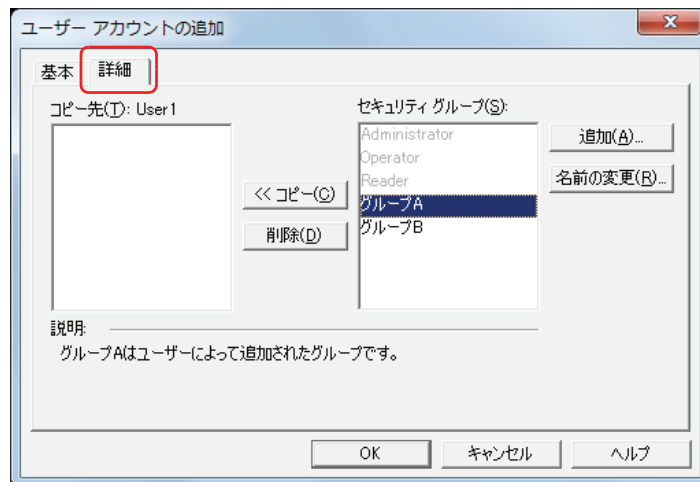 ユーザー アカウントの追加
基本
詳細
コピー先(T): User1
セキュリティ グループ(S):
Administrator
Operator
Reader
グループA
グループB
追加(A)...
名前の変更(R)...
<< コピー(C)
削除(D)
説明:
グループAはユーザーによって追加されたグループです。
OK
キャンセル
ヘルプ